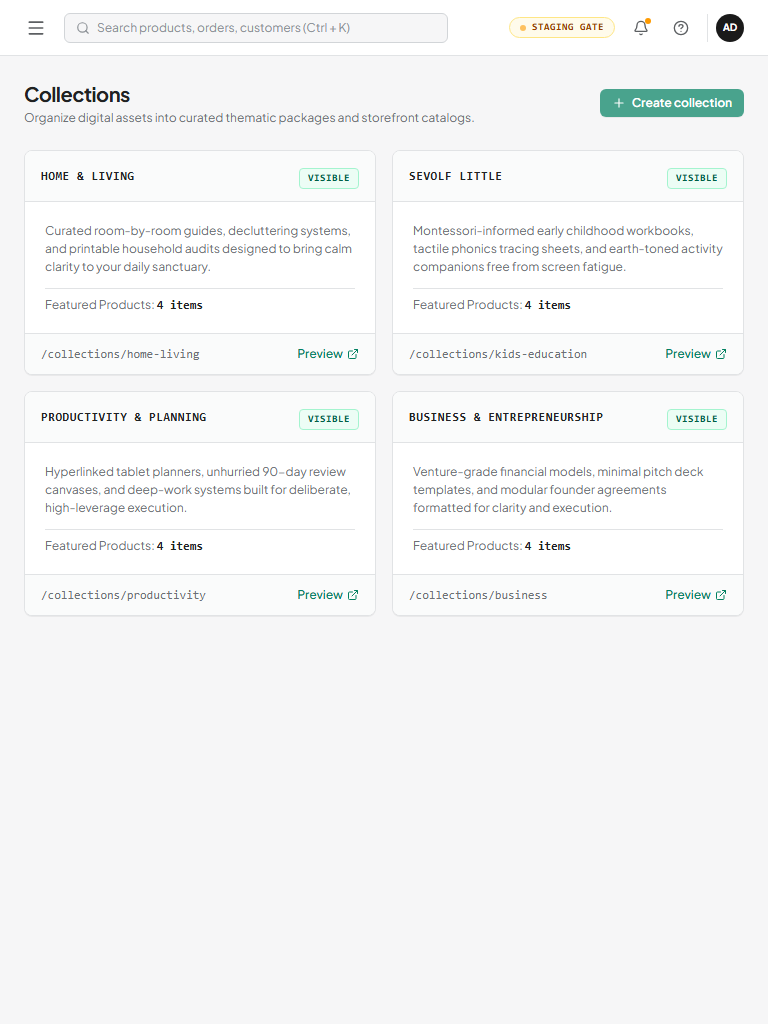 Search products, orders, customers (Ctrl + K)
STAGING GATE
AD
Collections
Organize digital assets into curated thematic packages and storefront catalogs.
Create collection
HOME & LIVING
VISIBLE
Curated room-by-room guides, decluttering systems,
and printable household audits designed to bring calm
clarity to your daily sanctuary.
Featured Products: 4 items
/collections/home-living
Preview
SEVOLF LITTLE
VISIBLE
Montessori-informed early childhood workbooks,
tactile phonics tracing sheets, and earth-toned activity
companions free from screen fatigue.
Featured Products: 4 items
/collections/kids-education
Preview
PRODUCTIVITY & PLANNING
VISIBLE
Hyperlinked tablet planners, unhurried 90-day review
canvases, and deep-work systems built for deliberate,
high-leverage execution.
Featured Products: 4 items
/collections/productivity
Preview
BUSINESS & ENTREPRENEURSHIP
VISIBLE
Venture-grade financial models, minimal pitch deck
templates, and modular founder agreements
formatted for clarity and execution.
Featured Products: 4 items
/collections/business
Preview